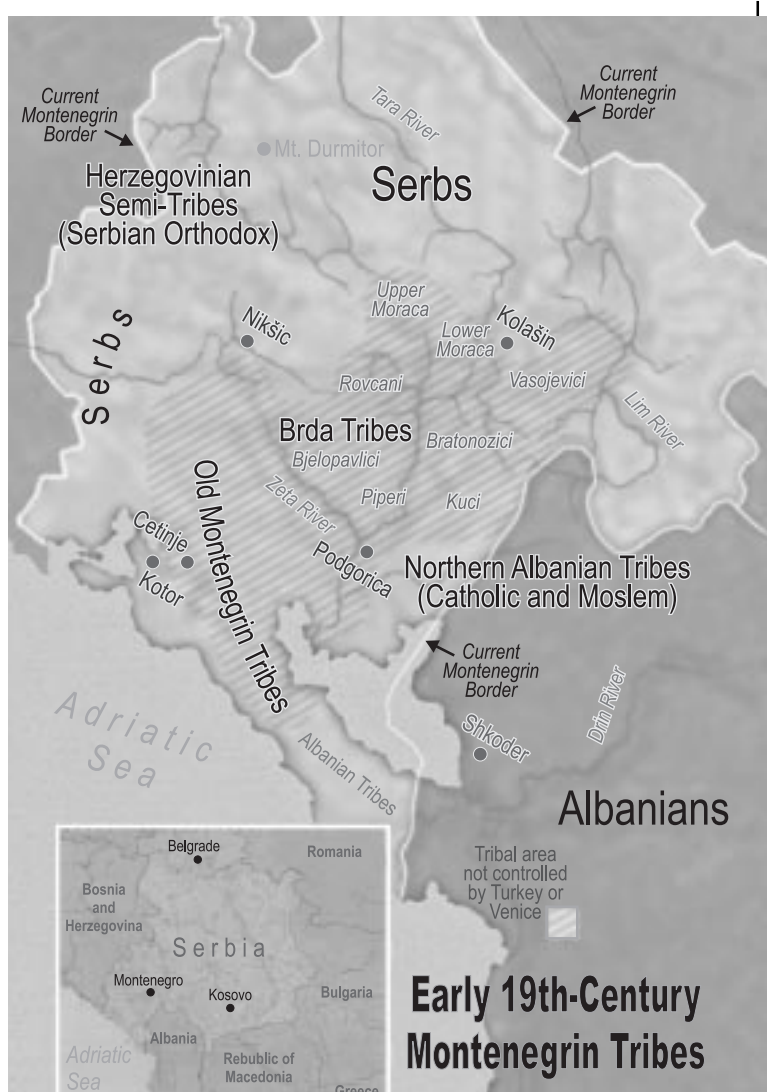 Current
Montenegrin
Border
Current
Montenegrin
Border
Tara River
Mt. Durmitor
Herzegovinian
Semi-Tribes
(Serbian Orthodox)
Serbs
Serbs
Upper
Moraca
Nikšic
Lower
Moraca
Kolašin
Rovcani
Vasojevici
Lim River
Brda Tribes
Bratonozici
Bjelopavlici
Old Montenegrin Tribes
Zeta River
Piperi
Kuci
Cetinje
Kotor
Podgorica
Northern Albanian Tribes
(Catholic and Moslem)
Current
Montenegrin
Border
Adriatic
Sea
Shkoder
Drin River
Albanian Tribes
Albanians
Tribal area
not controlled
by Turkey or
Venice
Belgrade
Romania
Bosnia
and
Herzegovina
Serbia
Montenegro
Kosovo
Bulgaria
Albania
Adriatic
Sea
Rebublic of
Macedonia
Greece
Early 19th-Century
Montenegrin Tribes